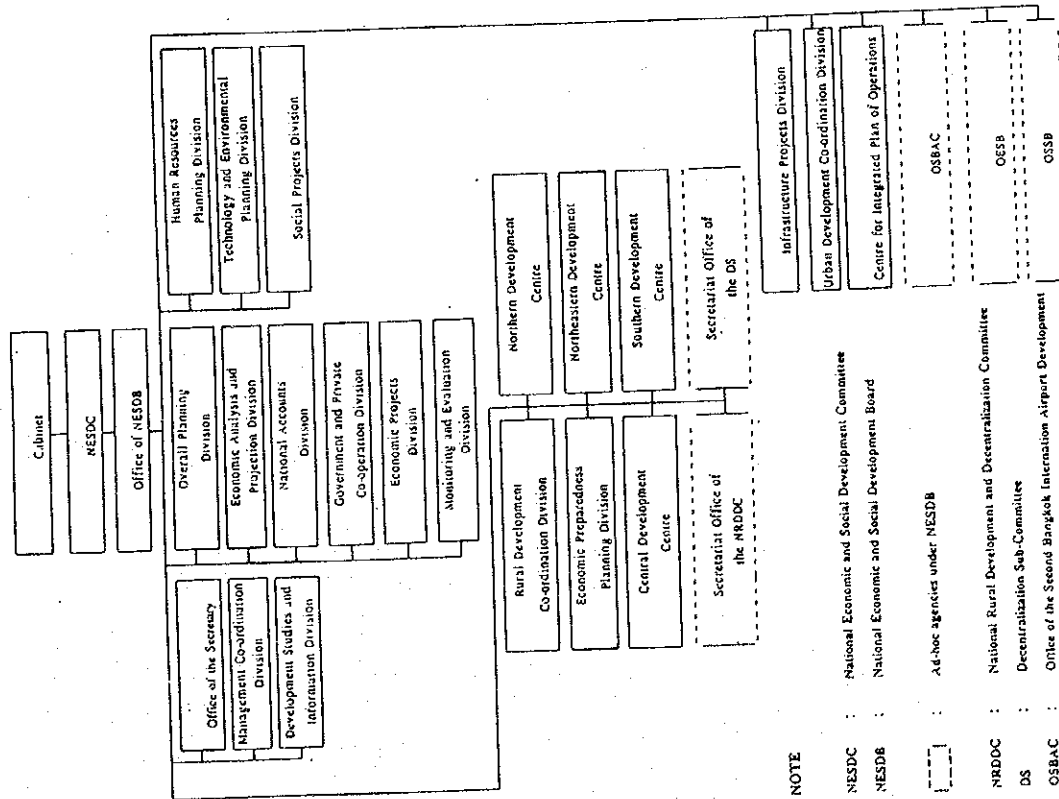 Cabinet
NESDC
Office of NESDB
Office of the Secretary
Management Co-ordination
Division
Development Studies and
Information Division
Overall Planning
Division
Economic Analysis and
Projection Division
National Accounts
Division
Government and Private
Co-operation Division
Economic Projects
Division
Monitoring and Evaluation
Division
Human Resources
Planning Division
Technology and Environmental
Planning Division
Social Projects Division
Rural Development
Co-ordination Division
Economic Preparedness
Planning Division
Central Development
Centre
Secretariat Office of
the NRDDC
Northern Development
Centre
Northeastern Development
Centre
Southern Development
Centre
Secretariat Office of
the DS
Infrastructure Projects Division
Urban Development Co-ordination Division
Centre for Integrated Plan of Operations
OSBAC
OESB
OSSB
NOTE
NESDC : National Economic and Social Development Committee
NESDB : National Economic and Social Development Board
: Ad-hoc agencies under NESDB
NRDDC : National Rural Development and Decentralization Committee
DS : Decentralization Sub-Committee
OSBAC : Office of the Second Bangkok International Airport Development